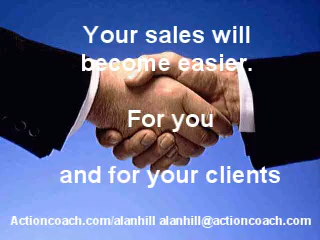 Your sales will
become easier.
For you
and for your clients
Actioncoach.com/alanhill alanhill@actioncoach.com